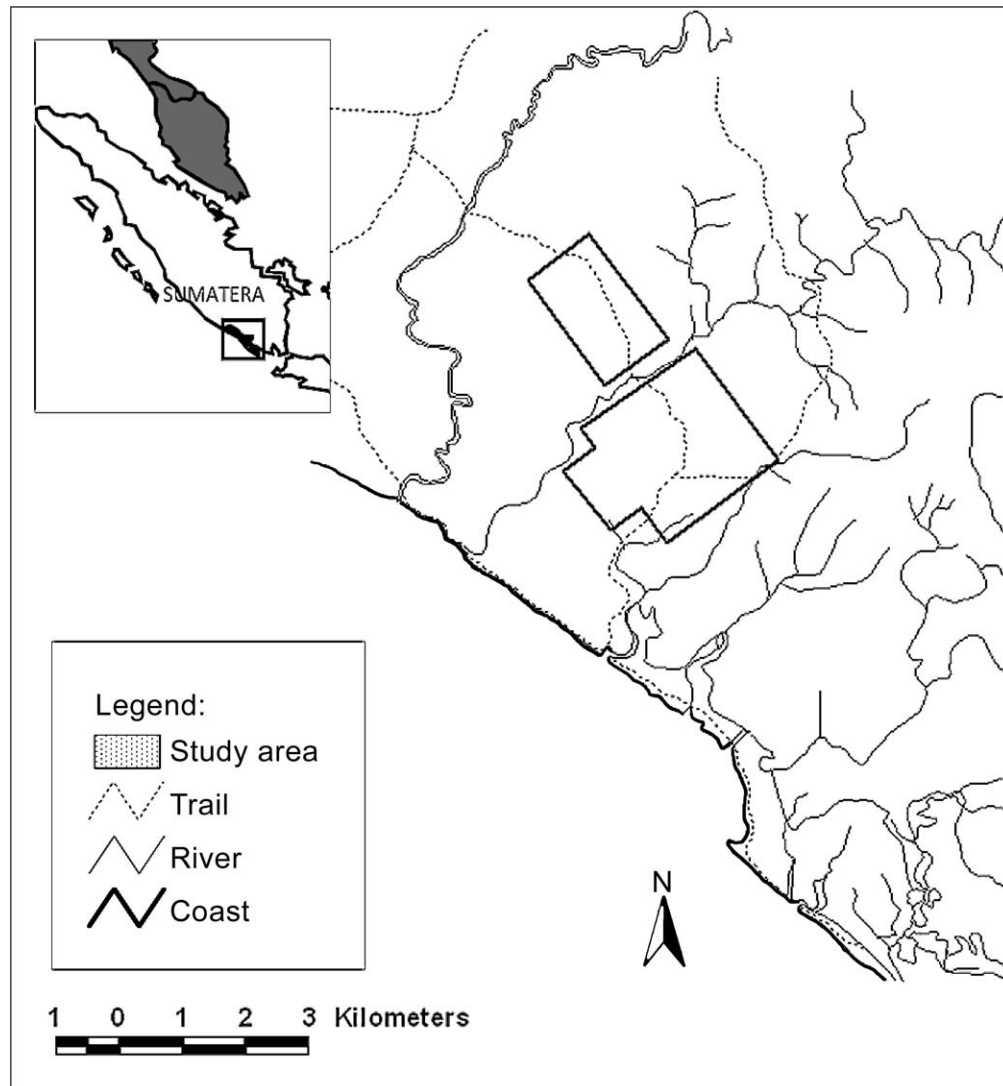 SUMATERA
Legend:
Study area
Trail
River
Coast
N
1 0 1 2 3 Kilometers